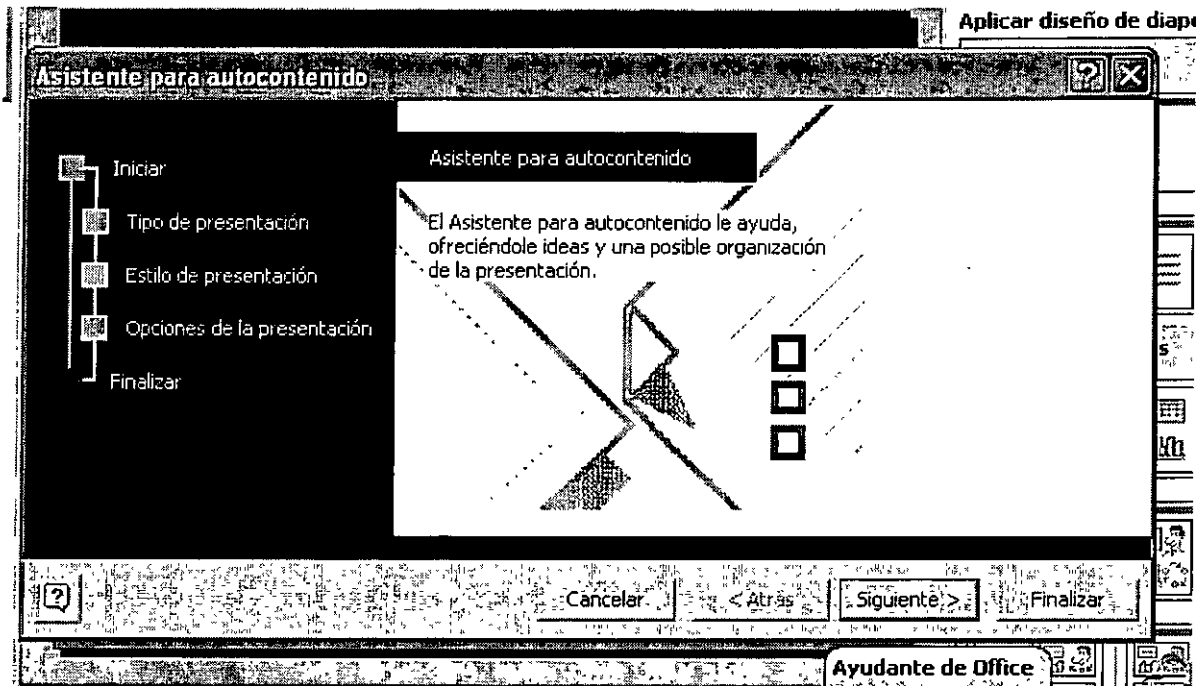 Aplicar diseño de diap
Asistente para autocontenido
Asistente para autocontenido
Iniciar
Tipo de presentación
Estilo de presentación
Opciones de la presentación
Finalizar
El Asistente para autocontenido le ayuda,
ofreciéndole ideas y una posible organización
de la presentación.
Cancelar
< Atrás
Siguiente >
Finalizar
Ayudante de Office